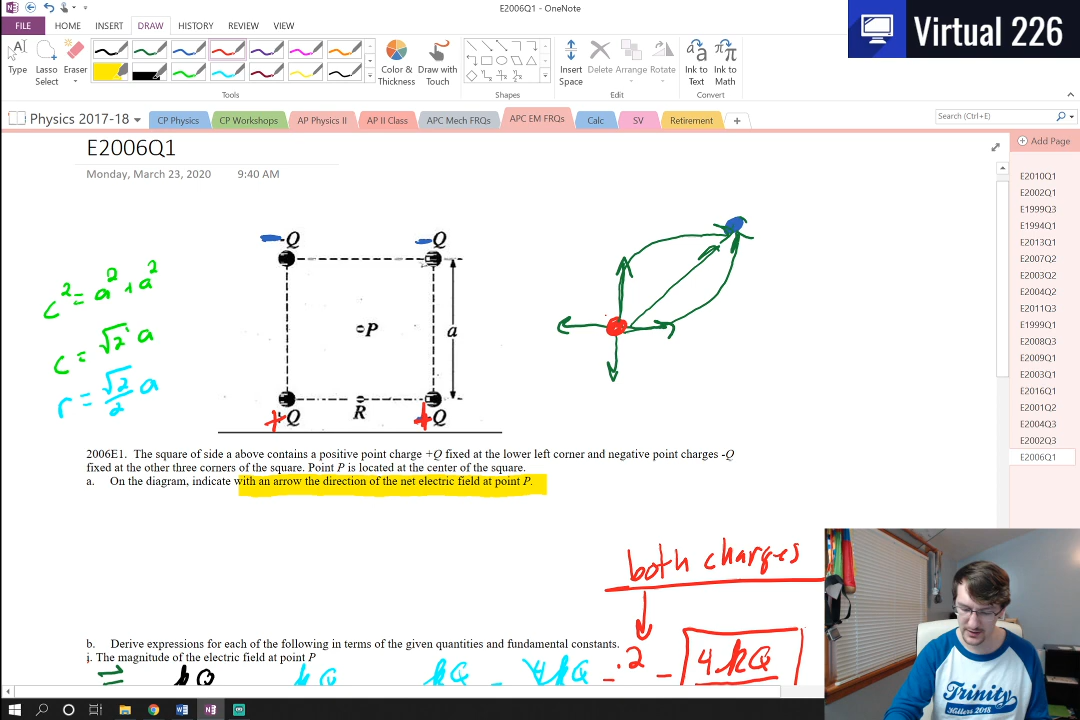 E2006Q1 - OneNote
FILE HOME INSERT DRAW HISTORY REVIEW VIEW
Virtual 226
Type
Lasso Select
Eraser
Color & Thickness
Draw with Touch
Insert Space
Delete
Arrange
Rotate
Ink to Text
Ink to Math
Tools
Shapes
Edit
Convert
Physics 2017-18
CP Physics
CP Workshops
AP Physics II
AP II Class
APC Mech FRQs
APC EM FRQs
Calc
SV
Retirement
+
Search (Ctrl+E)
Add Page
E2006Q1
Monday, March 23, 2020 9:40 AM
E2010Q1
E2002Q1
E1999Q3
E1994Q1
E2013Q1
E2007Q2
E2003Q2
E2004Q2
E2011Q3
E1999Q1
E2008Q3
E2009Q1
E2003Q1
E2016Q1
E2001Q2
E2004Q3
E2002Q3
E2006Q1
-Q -Q
c² = a² + a²
c = √2 a
r = √2/2 a
P
a
R
+Q +Q
2006E1. The square of side a above contains a positive point charge +Q fixed at the lower left corner and negative point charges -Q
fixed at the other three corners of the square. Point P is located at the center of the square.
a. On the diagram, indicate with an arrow the direction of the net electric field at point P.
both charges
b. Derive expressions for each of the following in terms of the given quantities and fundamental constants.
i. The magnitude of the electric field at point P
kQ kQ kQ = 4kQ · 2 = 4kQ
Trinity
Hillers 2018